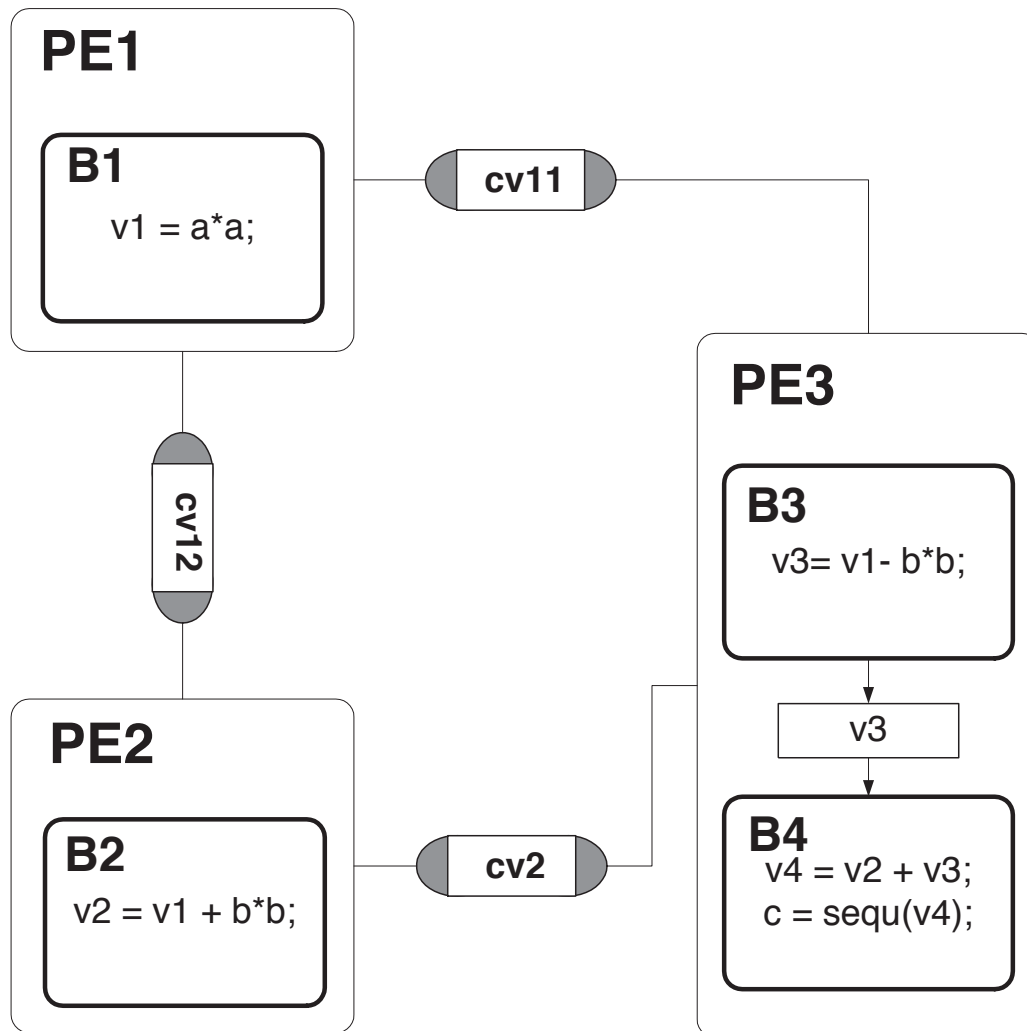 PE1
B1
v1 = a*a;
cv11
cv12
PE3
B3
v3= v1- b*b;
v3
B4
v4 = v2 + v3;
c = sequ(v4);
PE2
B2
v2 = v1 + b*b;
cv2